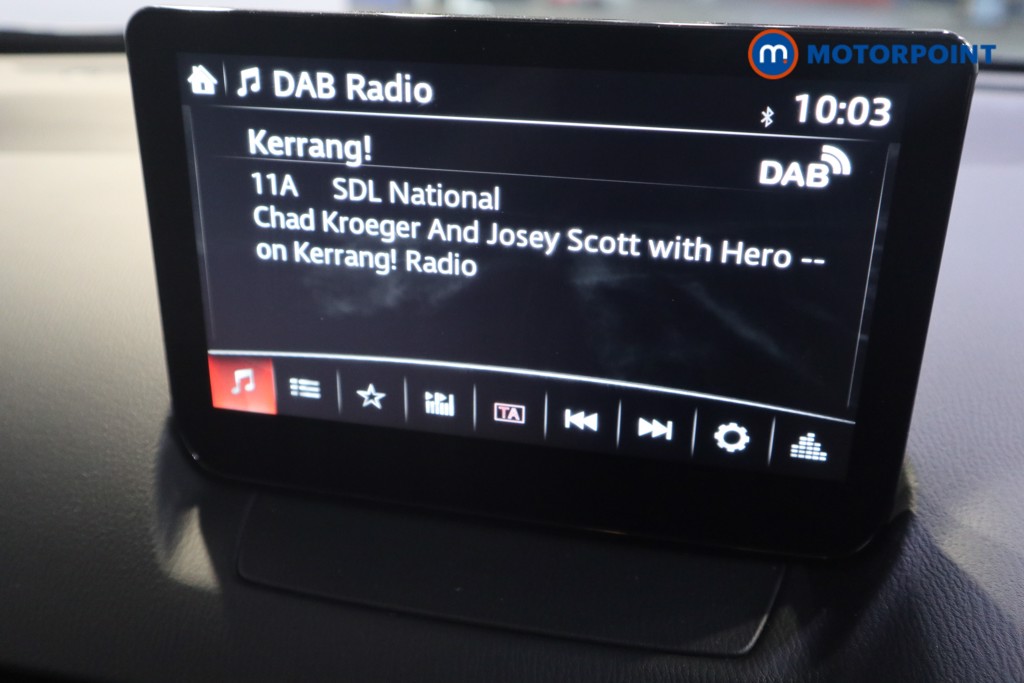 m. MOTORPOINT
DAB Radio
10:03
Kerrang!
DAB
11A SDL National
Chad Kroeger And Josey Scott with Hero --
on Kerrang! Radio
TA